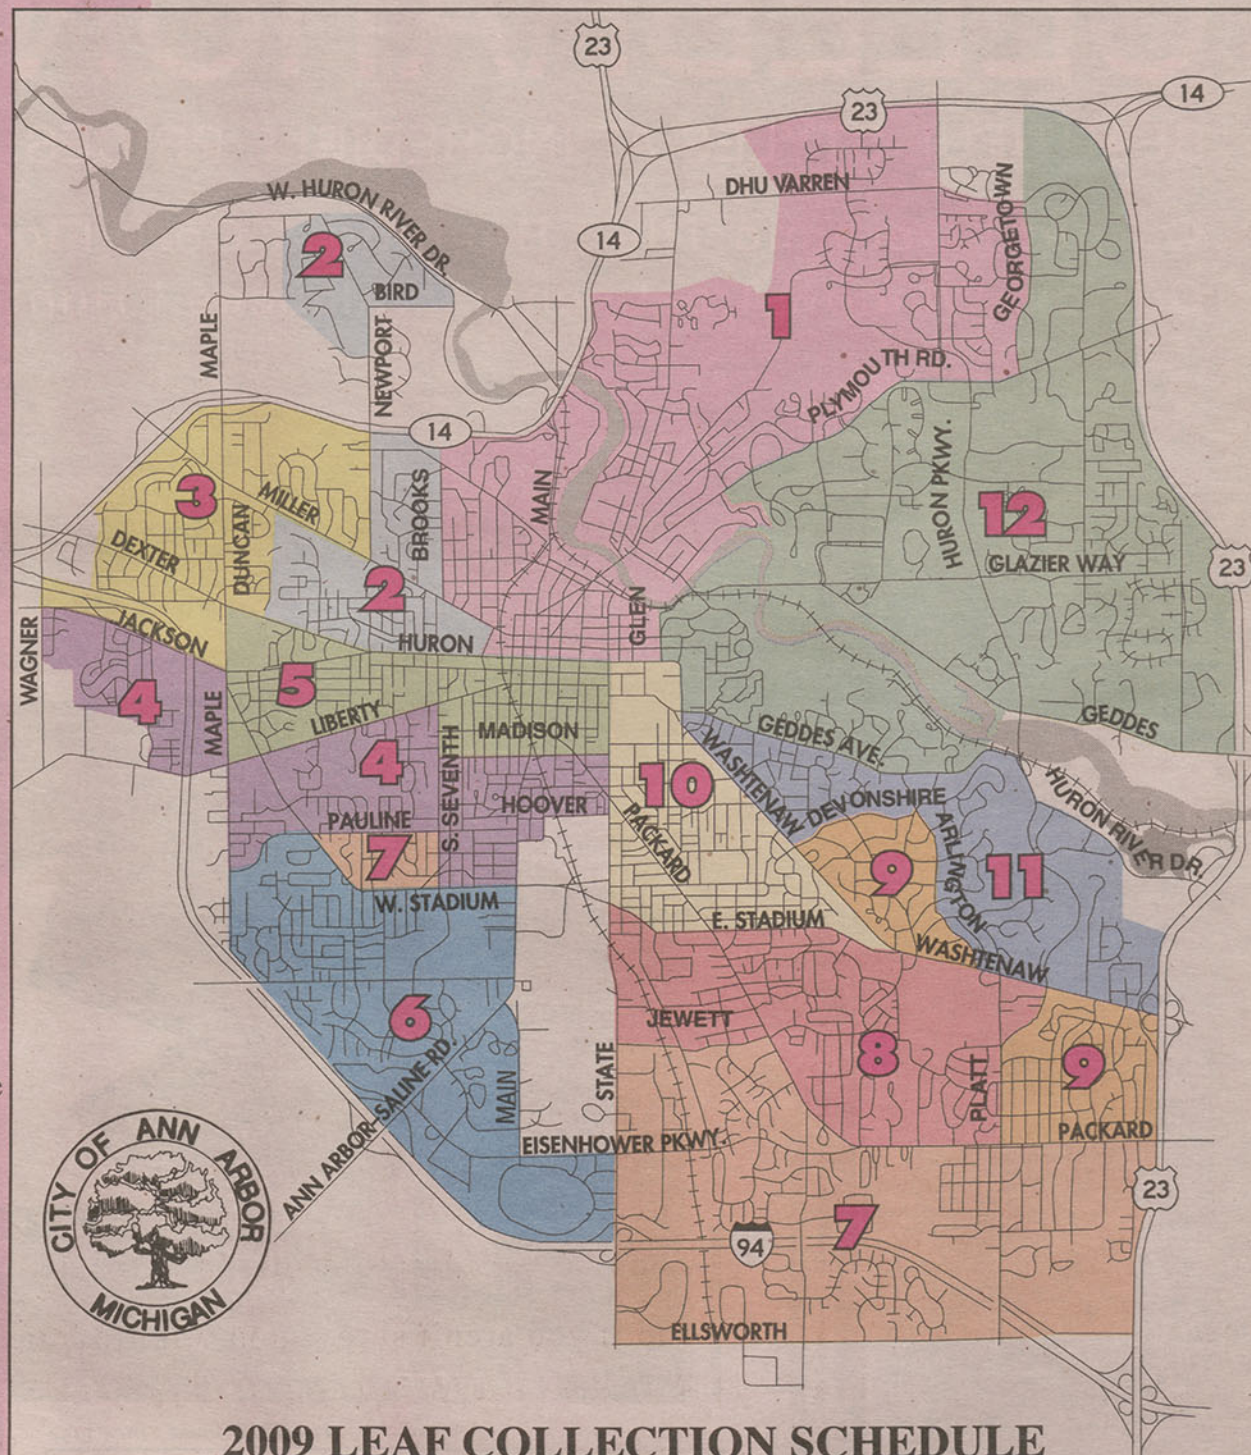 23
14
23
DHU VARREN
W. HURON RIVER DR.
GEORGETOWN
14
2
BIRD
1
MAPLE
NEWPORT
PLYMOUTH RD.
14
3
MILLER
BROOKS
MAIN
HURON PKWY.
12
DUNCAN
DEXTER
GLAZIER WAY
23
2
GLEN
JACKSON
HURON
WAGNER
4
5
MAPLE
LIBERTY
MADISON
GEDDES
GEDDES AVE.
WASHTENAW
4
S. SEVENTH
10
HOOVER
DEVONSHIRE
HURON RIVER DR.
PAULINE
7
PACKARD
9
ARLINGTON
11
W. STADIUM
E. STADIUM
WASHTENAW
6
JEWETT
8
9
ANN ARBOR-SALINE RD.
MAIN
STATE
PLATT
EISENHOWER PKWY.
PACKARD
CITY OF ANN ARBOR
MICHIGAN
23
7
94
ELLSWORTH
2009 LEAF COLLECTION SCHEDULE